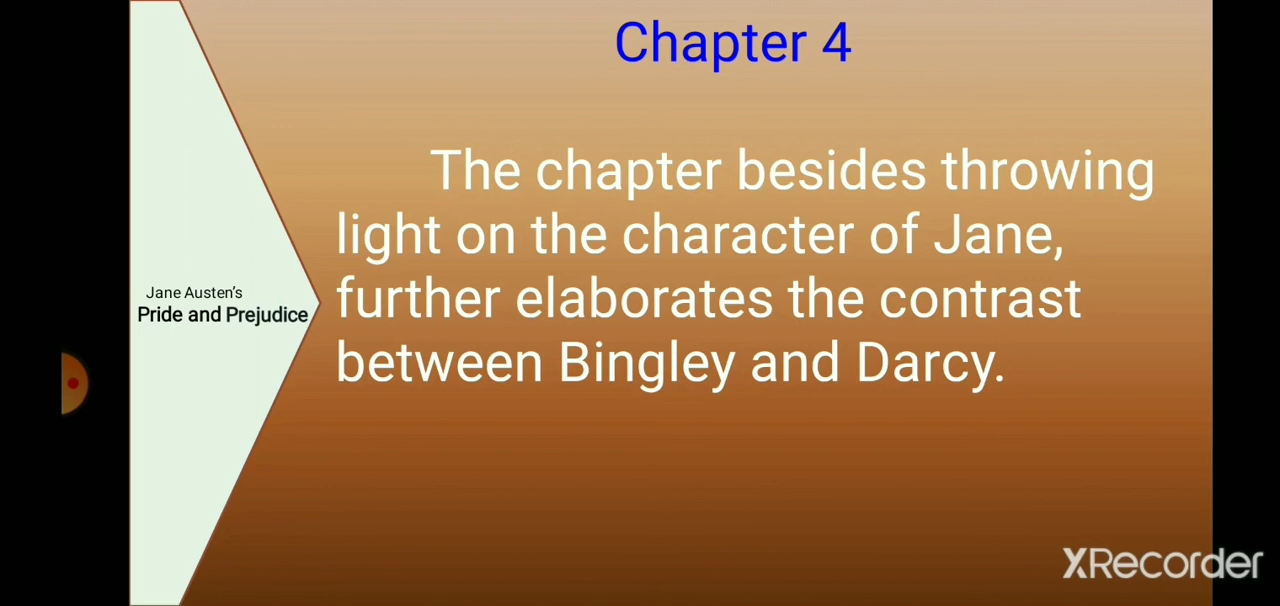 Chapter 4
The chapter besides throwing
light on the character of Jane,
further elaborates the contrast
between Bingley and Darcy.
Jane Austen’s
Pride and Prejudice
XRecorder